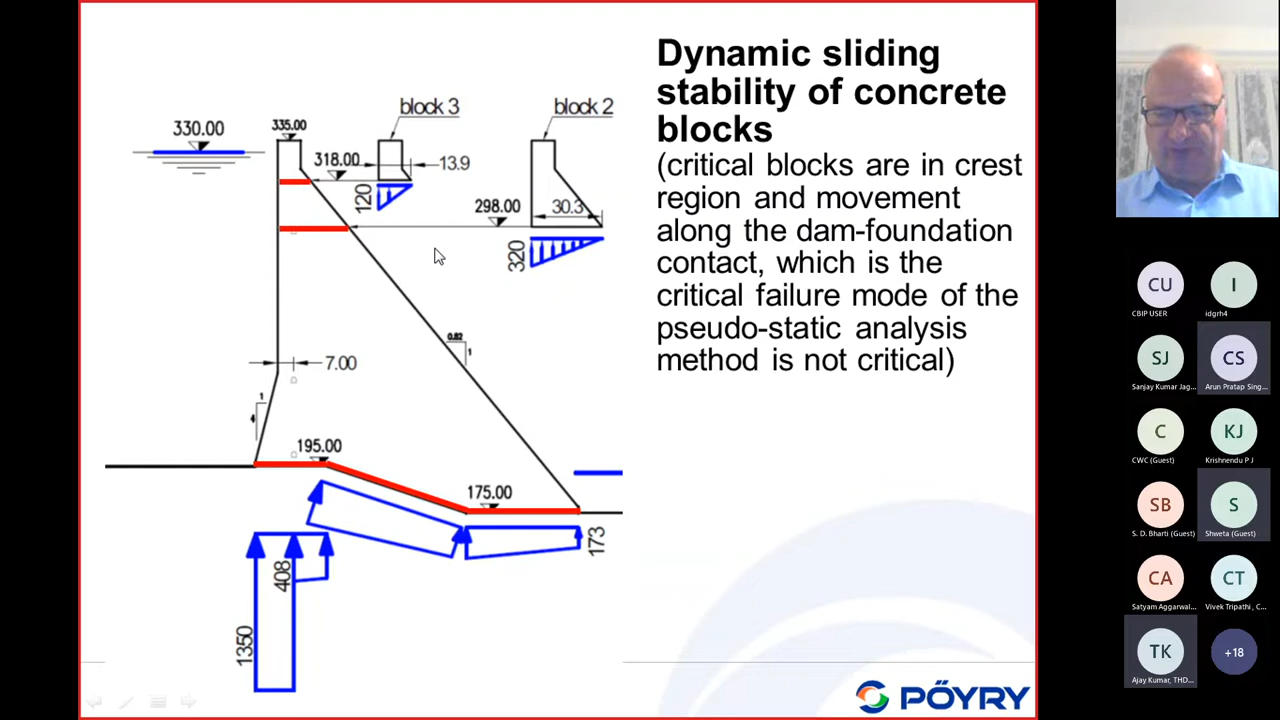 Dynamic sliding
stability of concrete
blocks
(critical blocks are in crest
region and movement
along the dam-foundation
contact, which is the
critical failure mode of the
pseudo-static analysis
method is not critical)
block 3
block 2
330.00
335.00
318.00
13.9
120
298.00
30.3
320
0.82
1
7.00
1
4
195.00
175.00
173
408
1350
PÖYRY
CU
CBIP USER
I
idgrh4
SJ
Sanjay Kumar Jag...
CS
Arun Pratap Sing...
C
CWC (Guest)
KJ
Krishnendu P J
SB
S. D. Bharti (Guest)
S
Shweta (Guest)
CA
Satyam Aggarwal...
CT
Vivek Tripathi , C...
TK
Ajay Kumar, THD...
+18